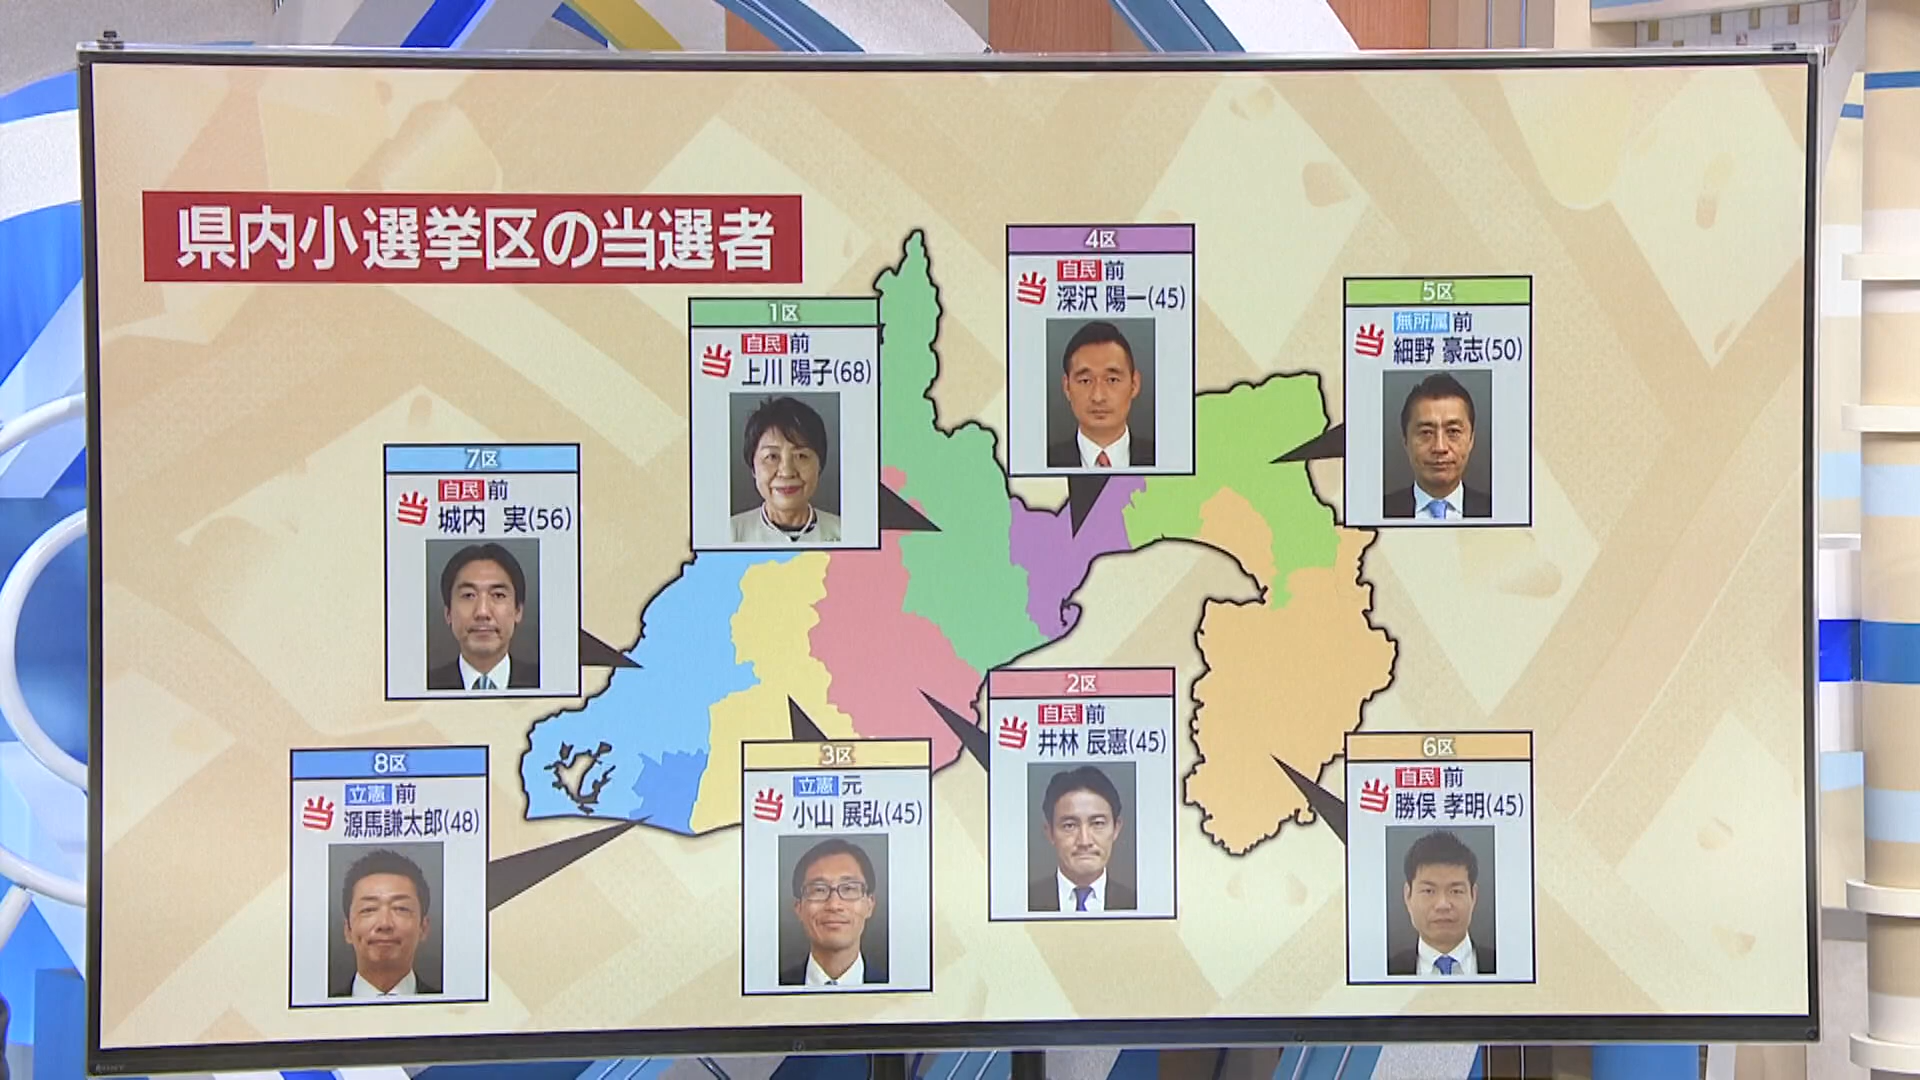 県内小選挙区の当選者
1区
当
自民 前
上川 陽子(68)
4区
当
自民 前
深沢 陽一(45)
5区
当
無所属 前
細野 豪志(50)
7区
当
自民 前
城内 実(56)
8区
当
立憲 前
源馬謙太郎(48)
3区
当
立憲 元
小山 展弘(45)
2区
当
自民 前
井林 辰憲(45)
6区
当
自民 前
勝俣 孝明(45)
SONY